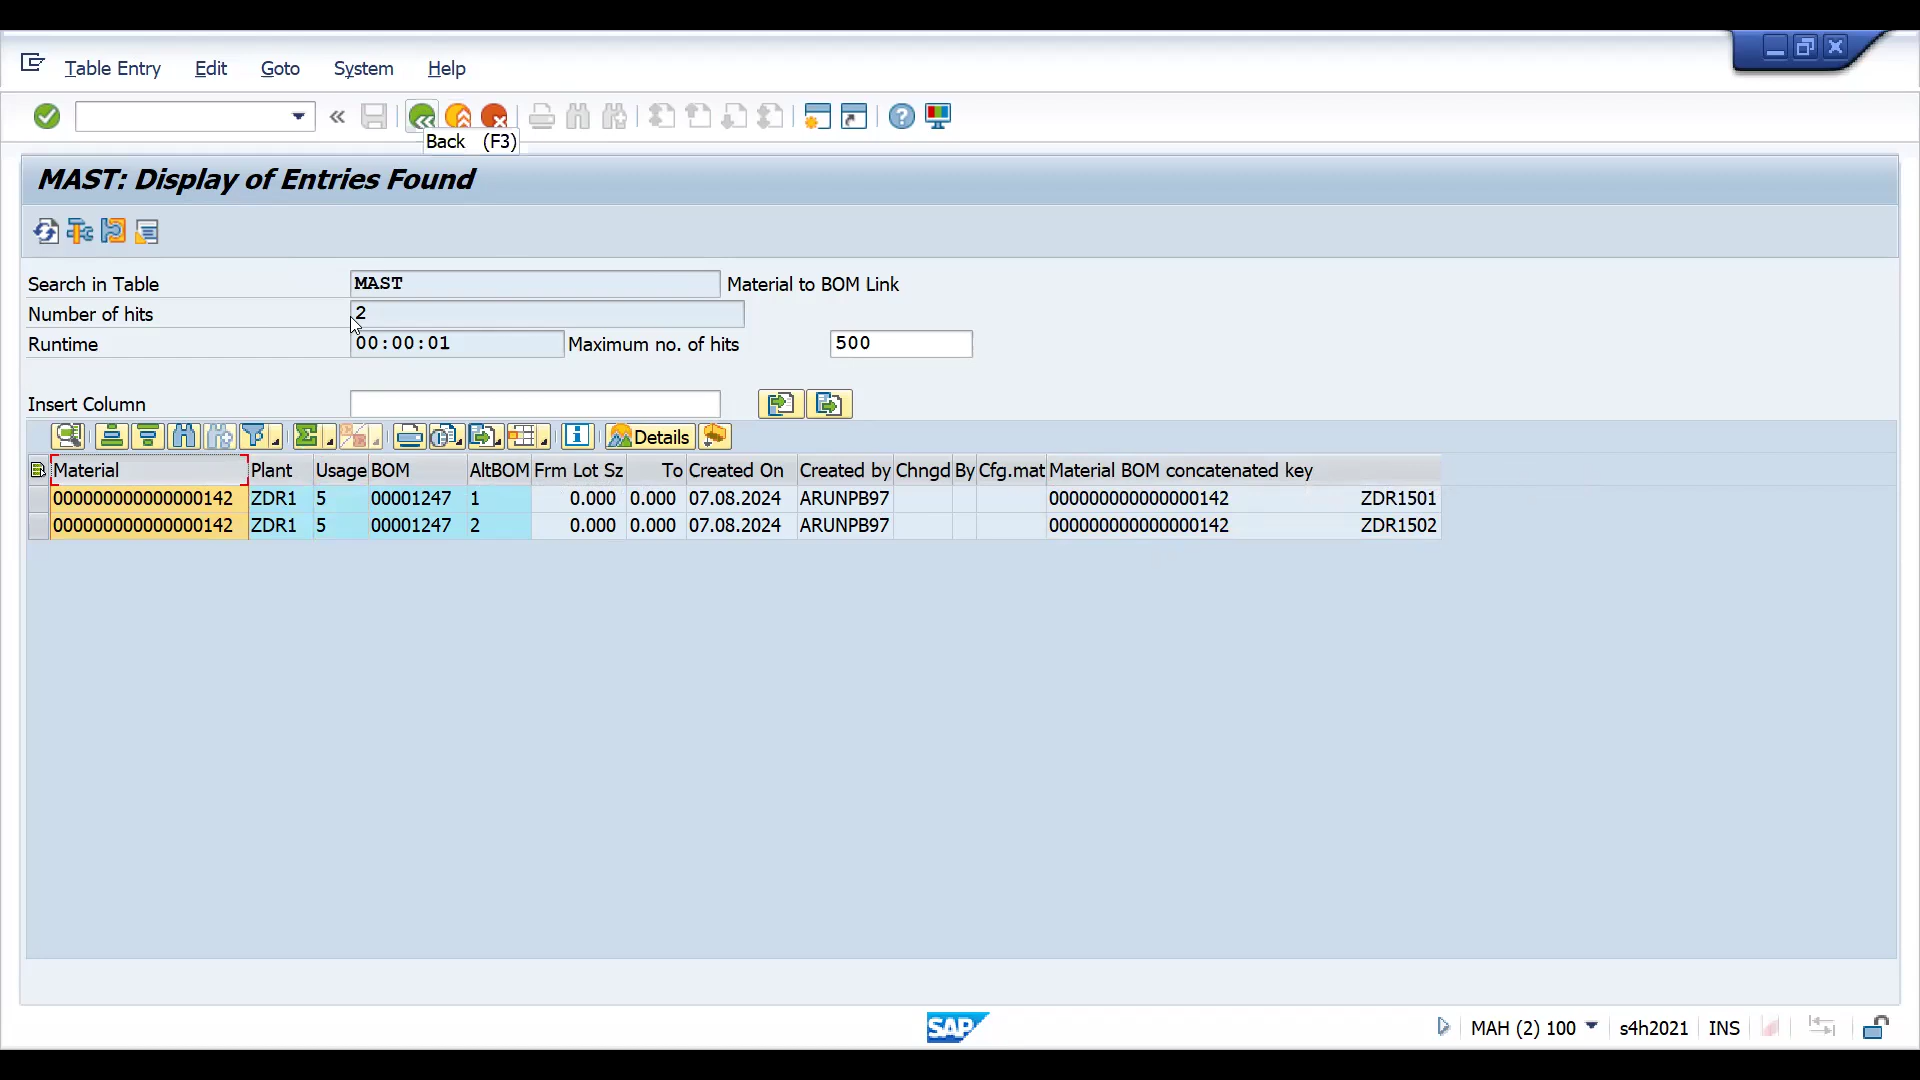 Table Entry Edit Goto System Help
Back (F3)
MAST: Display of Entries Found
Search in Table MAST Material to BOM Link
Number of hits 2
Runtime 00:00:01 Maximum no. of hits 500
Insert Column
Details
Material Plant Usage BOM AltBOM Frm Lot Sz To Created On Created by Chngd By Cfg.mat Material BOM concatenated key
000000000000000142 ZDR1 5 00001247 1 0.000 0.000 07.08.2024 ARUNPB97 000000000000000142 ZDR1501
000000000000000142 ZDR1 5 00001247 2 0.000 0.000 07.08.2024 ARUNPB97 000000000000000142 ZDR1502
SAP MAH (2) 100 s4h2021 INS